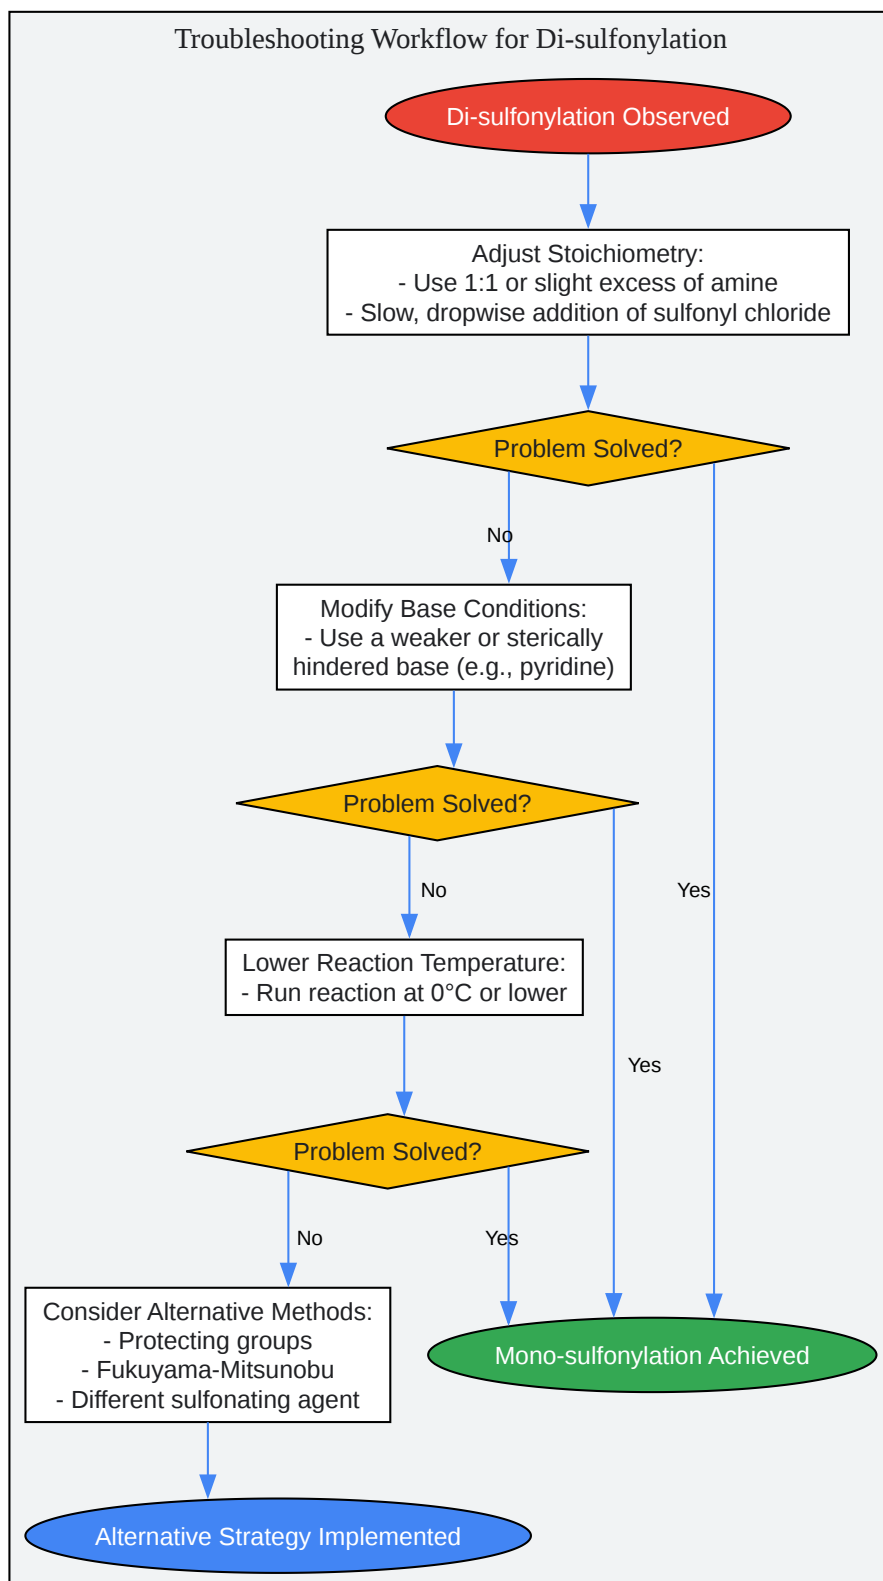 Troubleshooting Workflow for Di-sulfonylation
Di-sulfonylation Observed
Adjust Stoichiometry:
- Use 1:1 or slight excess of amine
- Slow, dropwise addition of sulfonyl chloride
Problem Solved?
No
Modify Base Conditions:
- Use a weaker or sterically
hindered base (e.g., pyridine)
Problem Solved?
No
Yes
Lower Reaction Temperature:
- Run reaction at 0°C or lower
Yes
Problem Solved?
No
Yes
Consider Alternative Methods:
- Protecting groups
- Fukuyama-Mitsunobu
- Different sulfonating agent
Mono-sulfonylation Achieved
Alternative Strategy Implemented